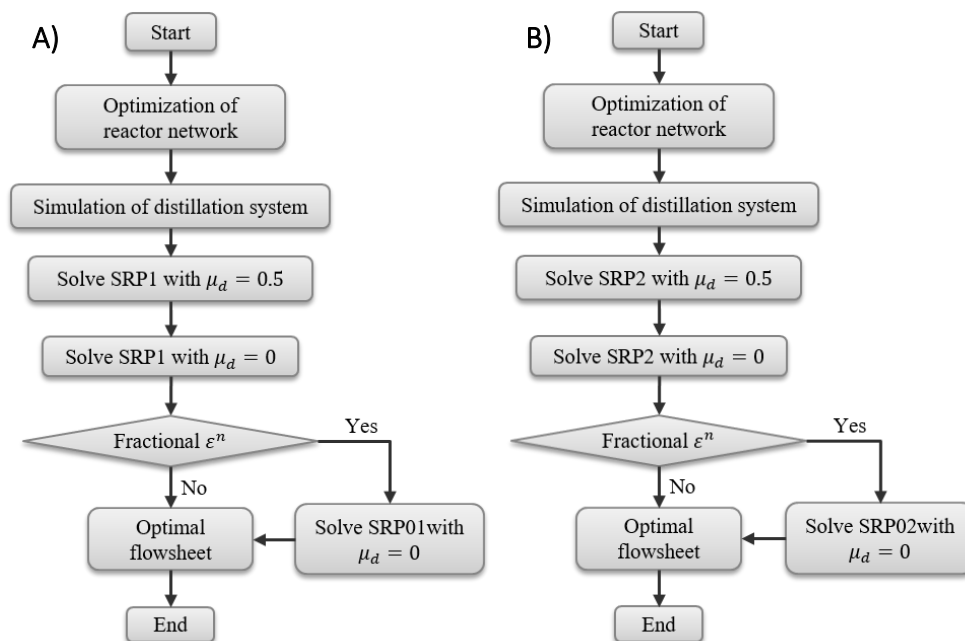 A)
Start
Optimization of
reactor network
Simulation of distillation system
Solve SRP1 with μ_d = 0.5
Solve SRP1 with μ_d = 0
Fractional εⁿ
Yes
No
Optimal
flowsheet
Solve SRP01with
μ_d = 0
End
B)
Start
Optimization of
reactor network
Simulation of distillation system
Solve SRP2 with μ_d = 0.5
Solve SRP2 with μ_d = 0
Fractional εⁿ
Yes
No
Optimal
flowsheet
Solve SRP02with
μ_d = 0
End